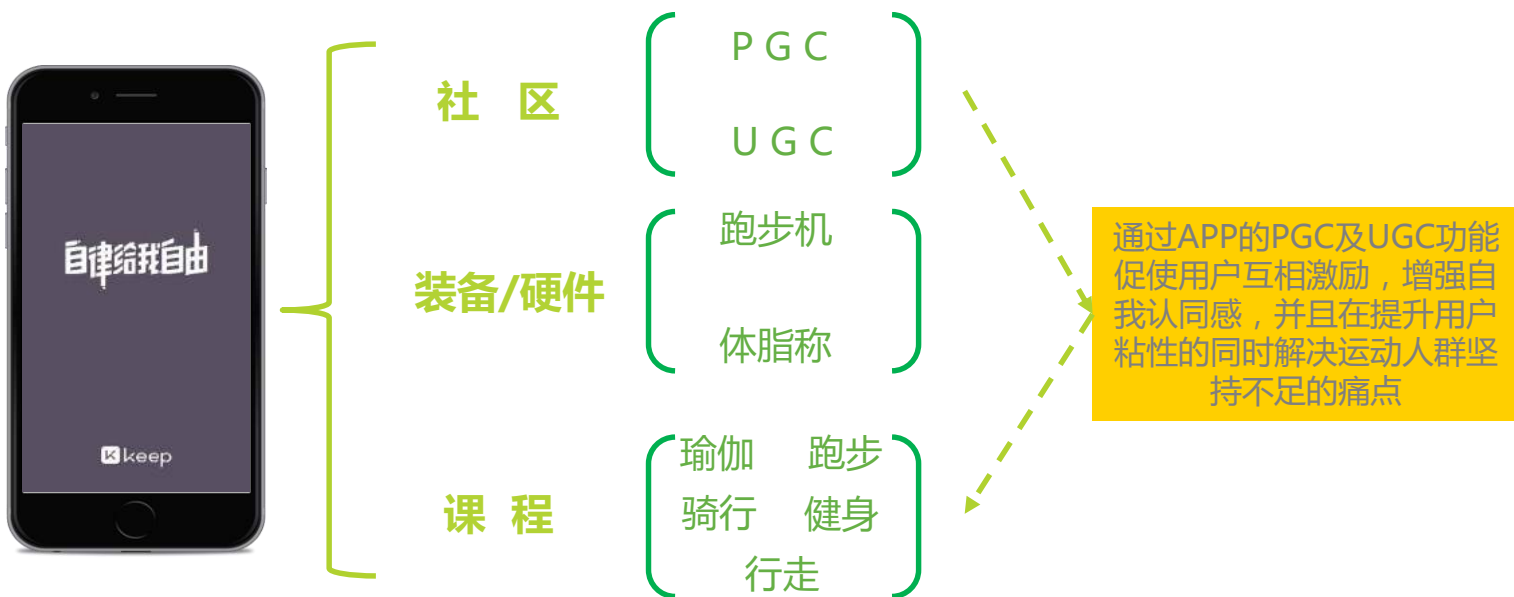 自律给我自由
keep
社 区
P G C
U G C
装备/硬件
跑步机
体脂称
课 程
瑜伽 跑步
骑行 健身
行走
通过APP的PGC及UGC功能
促使用户互相激励，增强自
我认同感，并且在提升用户
粘性的同时解决运动人群坚
持不足的痛点